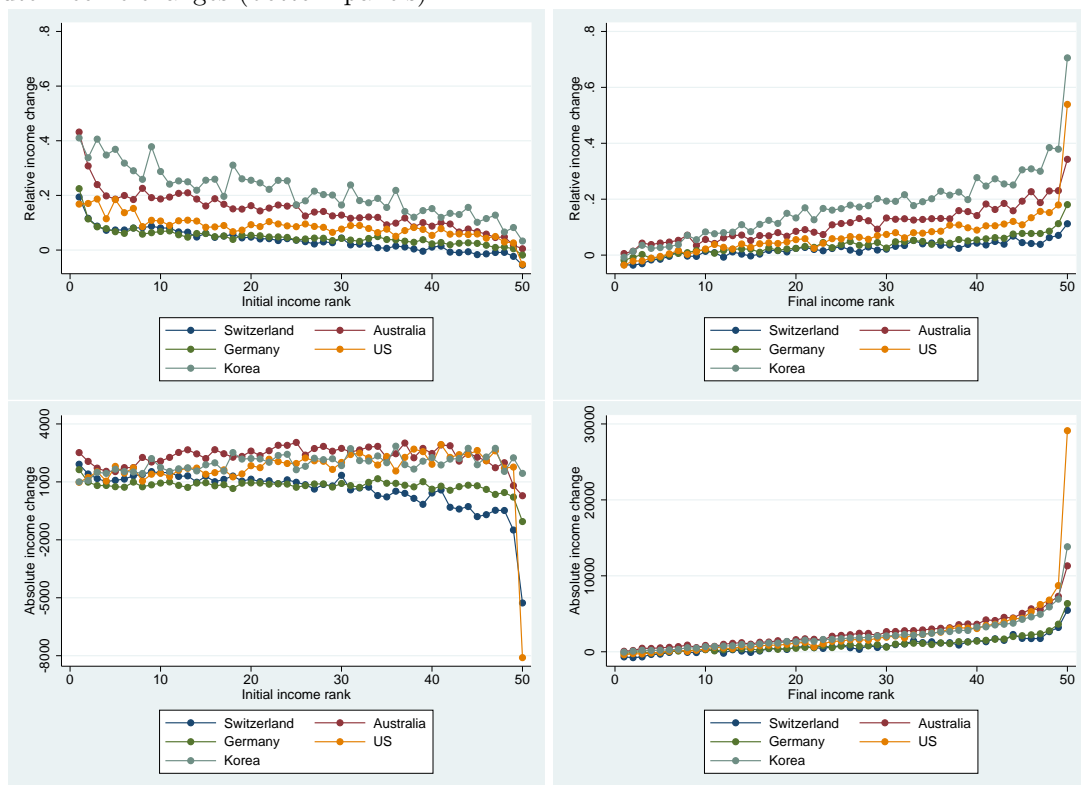 Relative income change
.8
.6
.4
.2
0
0 10 20 30 40 50
Initial income rank
Switzerland Australia
Germany US
Korea
Relative income change
.8
.6
.4
.2
0
0 10 20 30 40 50
Final income rank
Switzerland Australia
Germany US
Korea
Absolute income change
4000
1000
-2000
-5000
-8000
0 10 20 30 40 50
Initial income rank
Switzerland Australia
Germany US
Korea
Absolute income change
30000
20000
10000
0
0 10 20 30 40 50
Final income rank
Switzerland Australia
Germany US
Korea